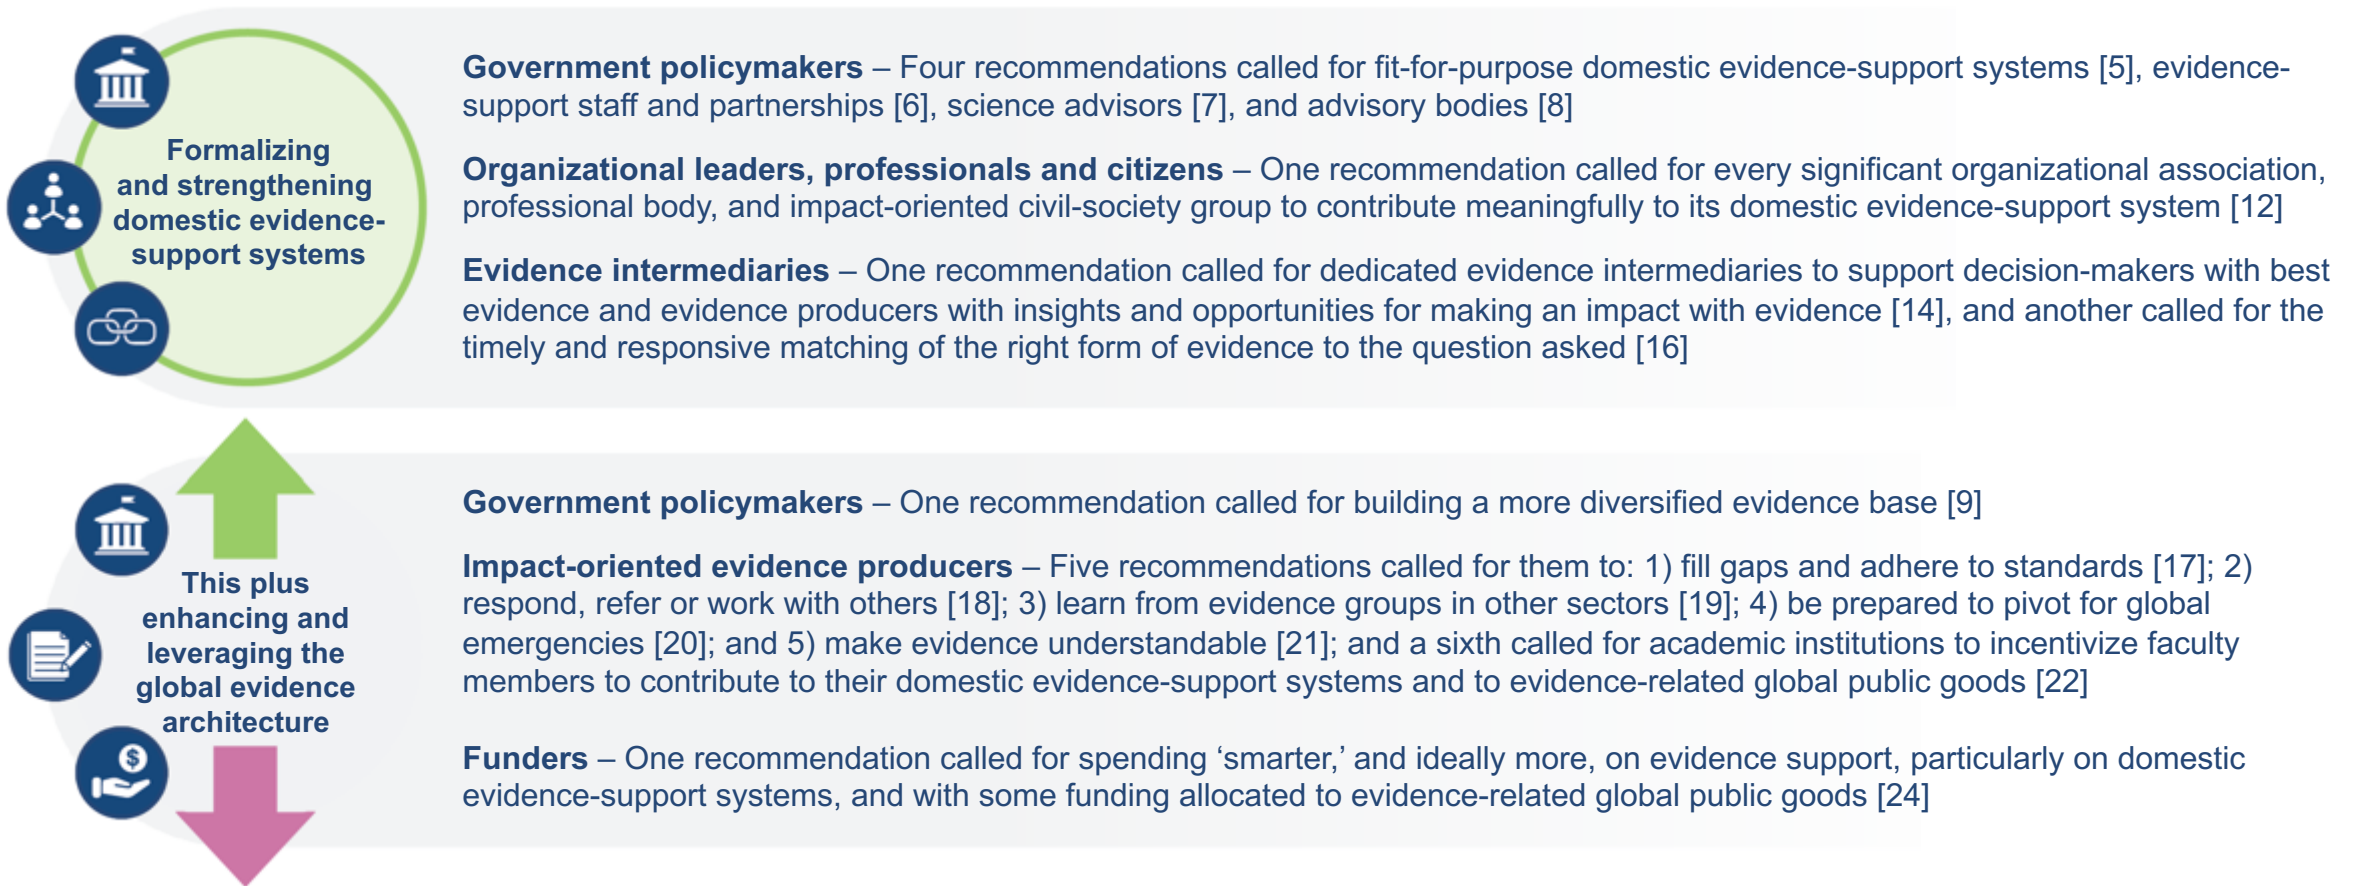 Formalizing
and strengthening
domestic evidence-
support systems
Government policymakers – Four recommendations called for fit-for-purpose domestic evidence-support systems [5], evidence-
support staff and partnerships [6], science advisors [7], and advisory bodies [8]
Organizational leaders, professionals and citizens – One recommendation called for every significant organizational association,
professional body, and impact-oriented civil-society group to contribute meaningfully to its domestic evidence-support system [12]
Evidence intermediaries – One recommendation called for dedicated evidence intermediaries to support decision-makers with best
evidence and evidence producers with insights and opportunities for making an impact with evidence [14], and another called for the
timely and responsive matching of the right form of evidence to the question asked [16]
This plus
enhancing and
leveraging the
global evidence
architecture
Government policymakers – One recommendation called for building a more diversified evidence base [9]
Impact-oriented evidence producers – Five recommendations called for them to: 1) fill gaps and adhere to standards [17]; 2)
respond, refer or work with others [18]; 3) learn from evidence groups in other sectors [19]; 4) be prepared to pivot for global
emergencies [20]; and 5) make evidence understandable [21]; and a sixth called for academic institutions to incentivize faculty
members to contribute to their domestic evidence-support systems and to evidence-related global public goods [22]
$
Funders – One recommendation called for spending ‘smarter,’ and ideally more, on evidence support, particularly on domestic
evidence-support systems, and with some funding allocated to evidence-related global public goods [24]